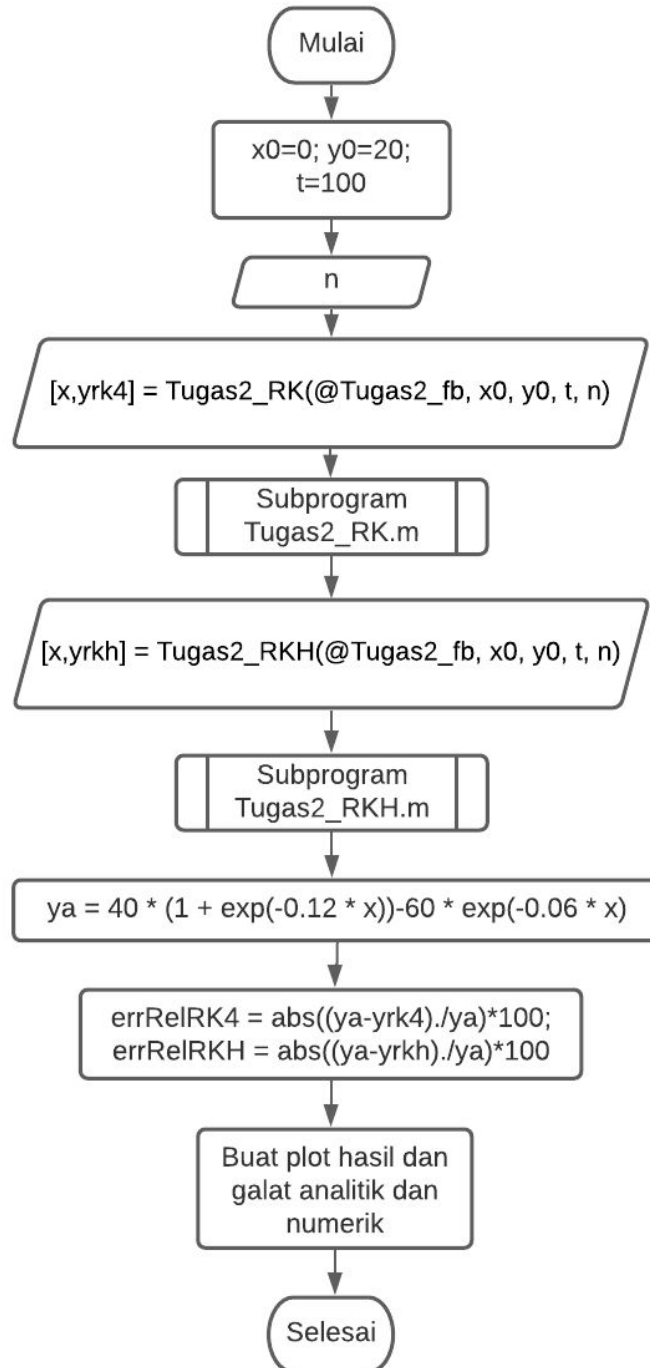 Mulai
x0=0; y0=20;
t=100
n
[x,yrk4] = Tugas2_RK(@Tugas2_fb, x0, y0, t, n)
Subprogram
Tugas2_RK.m
[x,yrkh] = Tugas2_RKH(@Tugas2_fb, x0, y0, t, n)
Subprogram
Tugas2_RKH.m
ya = 40 * (1 + exp(-0.12 * x))-60 * exp(-0.06 * x)
errRelRK4 = abs((ya-yrk4)./ya)*100;
errRelRKH = abs((ya-yrkh)./ya)*100
Buat plot hasil dan
galat analitik dan
numerik
Selesai